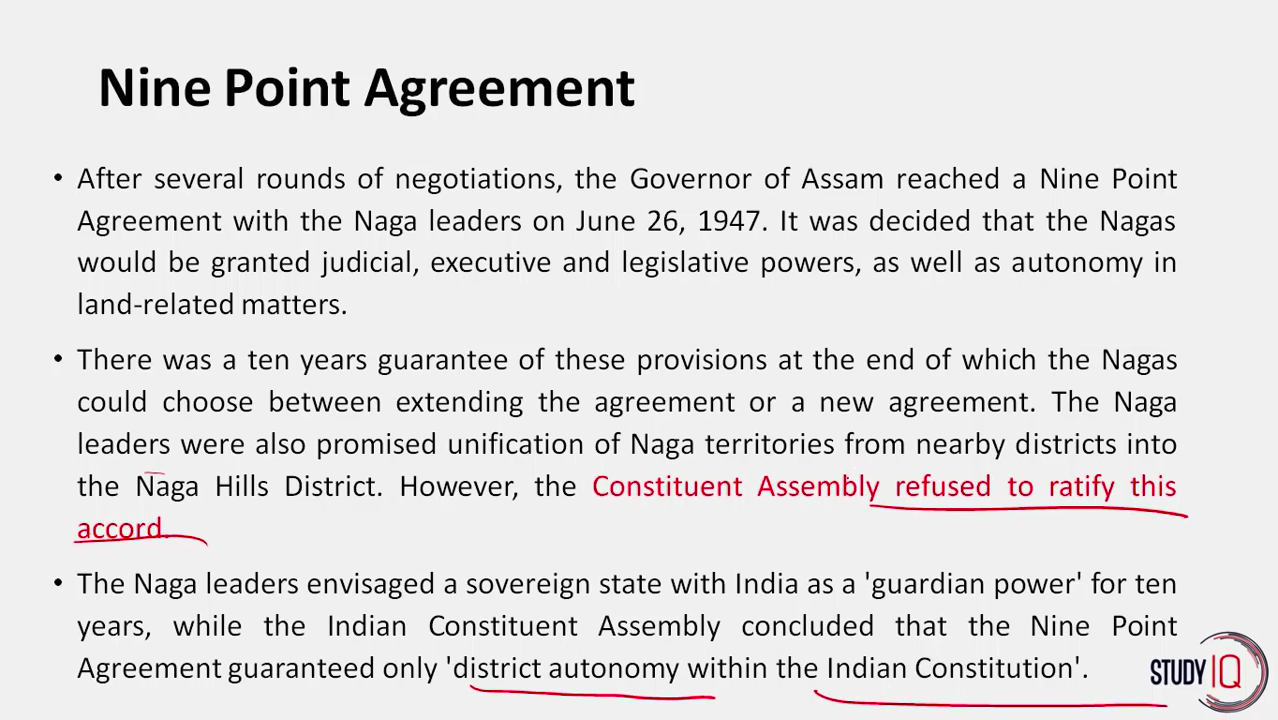 Nine Point Agreement
• After several rounds of negotiations, the Governor of Assam reached a Nine Point
Agreement with the Naga leaders on June 26, 1947. It was decided that the Nagas
would be granted judicial, executive and legislative powers, as well as autonomy in
land-related matters.
• There was a ten years guarantee of these provisions at the end of which the Nagas
could choose between extending the agreement or a new agreement. The Naga
leaders were also promised unification of Naga territories from nearby districts into
the Naga Hills District. However, the Constituent Assembly refused to ratify this
accord.
• The Naga leaders envisaged a sovereign state with India as a 'guardian power' for ten
years, while the Indian Constituent Assembly concluded that the Nine Point
Agreement guaranteed only 'district autonomy within the Indian Constitution'.
STUDY IQ